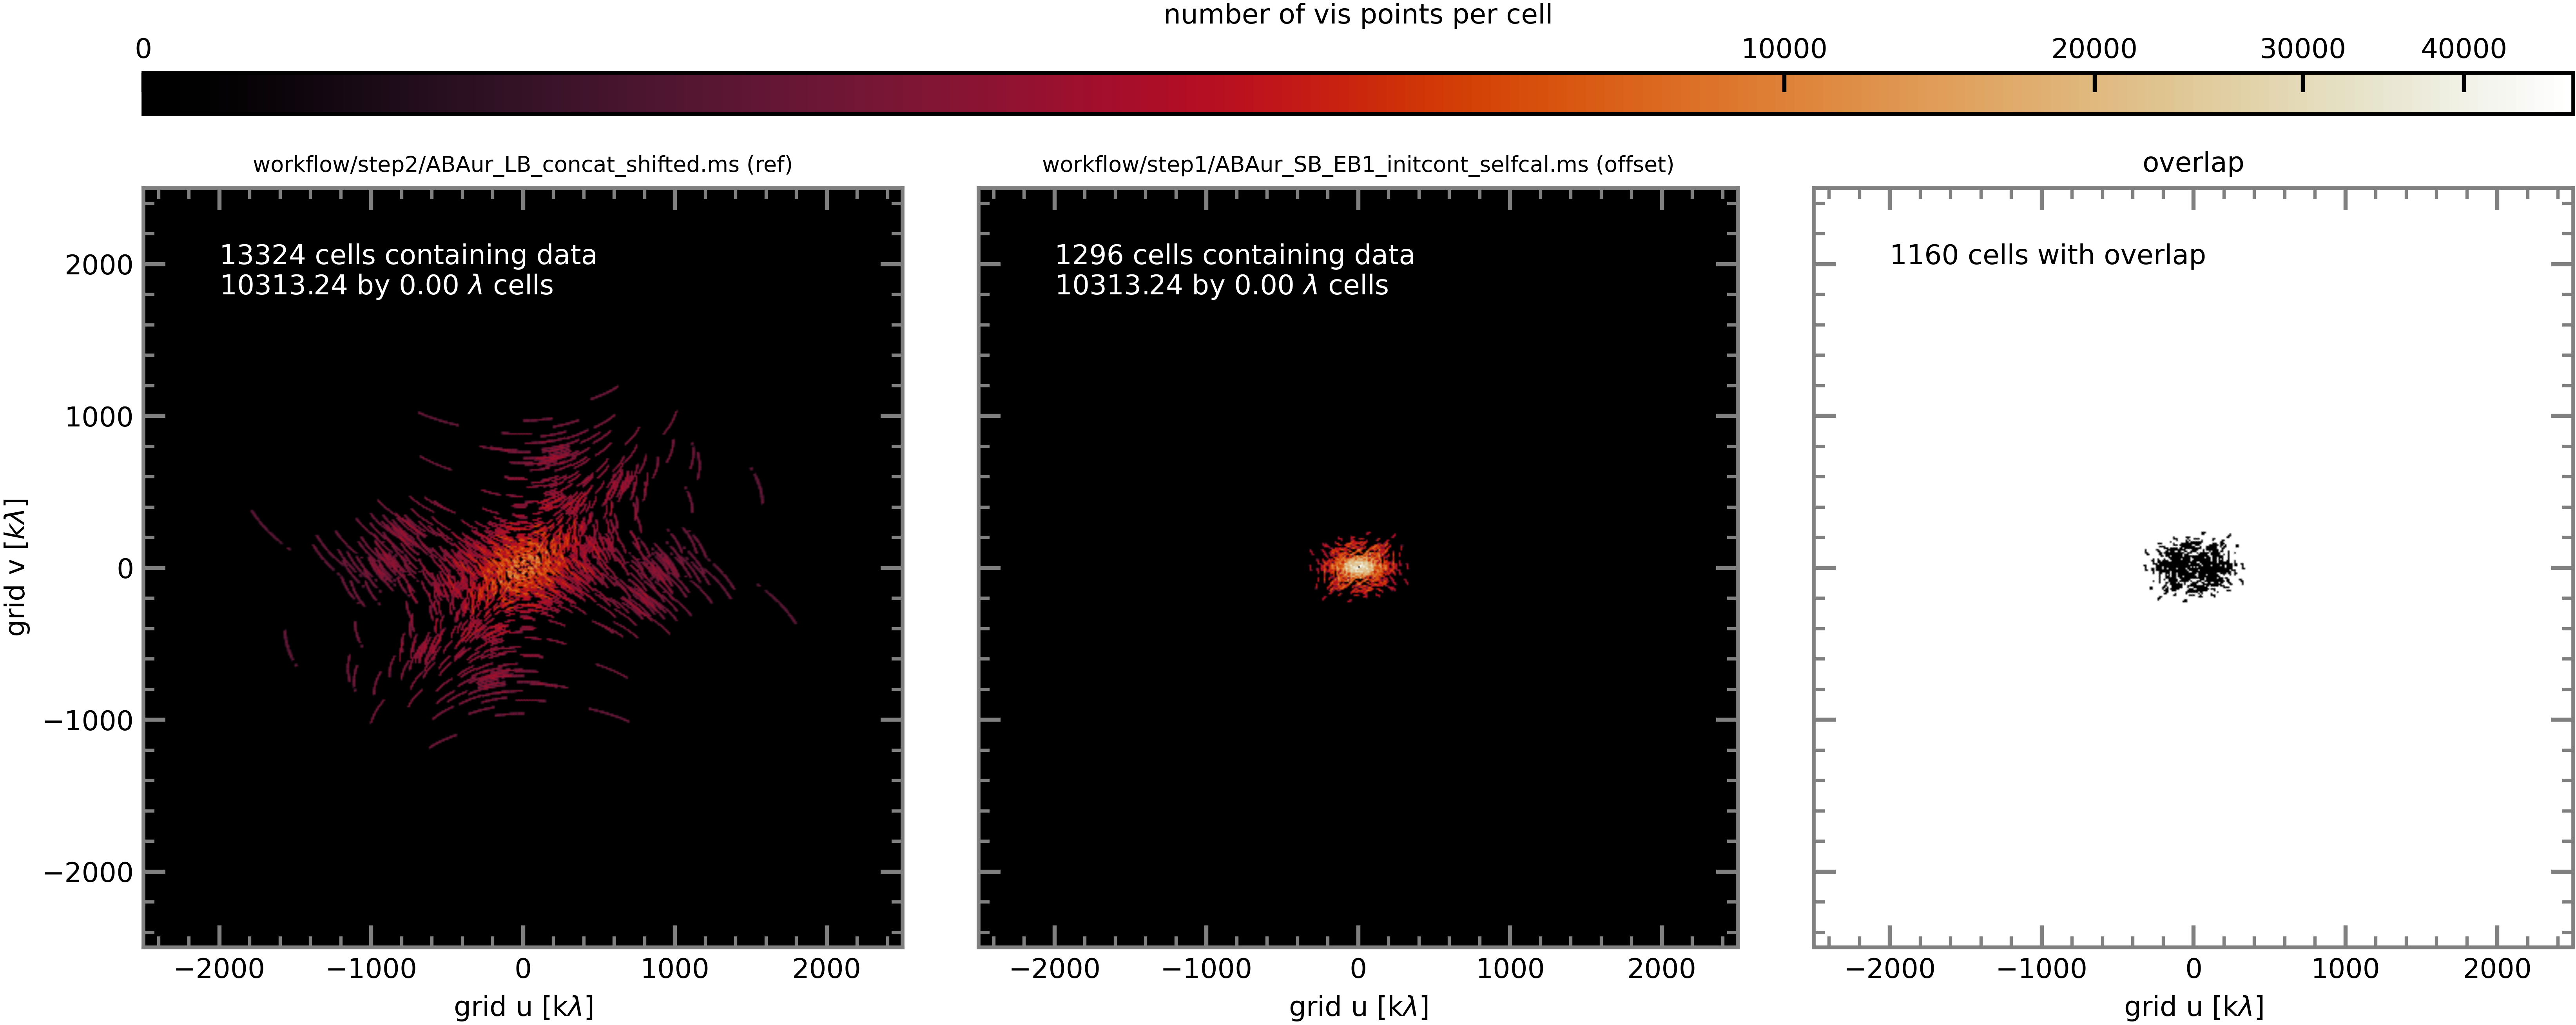 number of vis points per cell
0 10000 20000 30000 40000
workflow/step2/ABAur_LB_concat_shifted.ms (ref)
workflow/step1/ABAur_SB_EB1_initcont_selfcal.ms (offset)
overlap
13324 cells containing data
10313.24 by 0.00 λ cells
1296 cells containing data
10313.24 by 0.00 λ cells
1160 cells with overlap
grid v [kλ]
2000
1000
0
−1000
−2000
−2000 −1000 0 1000 2000
−2000 −1000 0 1000 2000
−2000 −1000 0 1000 2000
grid u [kλ]
grid u [kλ]
grid u [kλ]